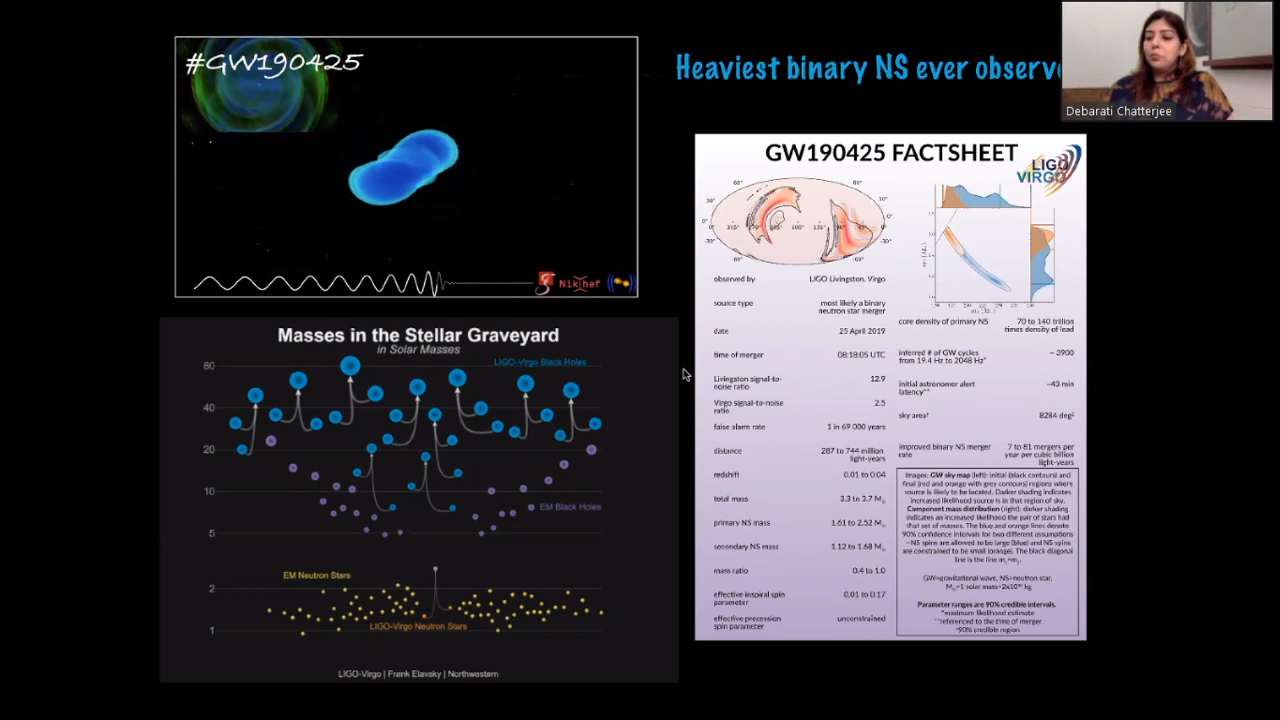 #GW190425
Heaviest binary NS ever
Debarati Chatterjee
Nikhef
GW190425 FACTSHEET
LIGO
VIRGO
observed by LIGO Livingston, Virgo
source type most likely a binary
neutron star merger
date 25 April 2019
time of merger 08:18:05 UTC
Livingston signal-to-
noise ratio 12.9
Virgo signal-to-noise
ratio 2.5
false alarm rate 1 in 69 000 years
distance 287 to 744 million
light-years
redshift 0.01 to 0.04
total mass 3.3 to 3.7 M☉
primary NS mass 1.61 to 2.52 M☉
secondary NS mass 1.12 to 1.68 M☉
mass ratio 0.4 to 1.0
effective inspiral spin
parameter 0.01 to 0.17
effective precession
spin parameter unconstrained
core density of primary NS 70 to 140 trillion
times density of lead
inferred # of GW cycles
from 19.4 Hz to 2048 Hz* ~ 3900
initial astronomer alert
latency** ~43 min
sky area† 8284 deg²
improved binary NS merger
rate 7 to 81 mergers per
year per cubic billion
light-years
Images: GW sky map (left): initial (black contours) and
final (red and orange with grey contours) regions where
source is likely to be located. Darker shading indicates
increased likelihood source is in that region of sky.
Component mass distribution (right): darker shading
indicates an increased likelihood the pair of stars had
that set of masses. The blue and orange lines denote
90% confidence intervals for two different assumptions
—NS spins are allowed to be large (blue) and NS spins
are constrained to be small (orange). The black diagonal
line is the line m₁=m₂.
GW=gravitational wave, NS=neutron star,
M☉=1 solar mass=2x10³⁰ kg
Parameter ranges are 90% credible intervals.
*maximum likelihood estimate
**referenced to the time of merger
†90% credible region
Masses in the Stellar Graveyard
in Solar Masses
LIGO-Virgo Black Holes
80
40
20
10
EM Black Holes
5
EM Neutron Stars
2
LIGO-Virgo Neutron Stars
1
LIGO-Virgo | Frank Elavsky | Northwestern